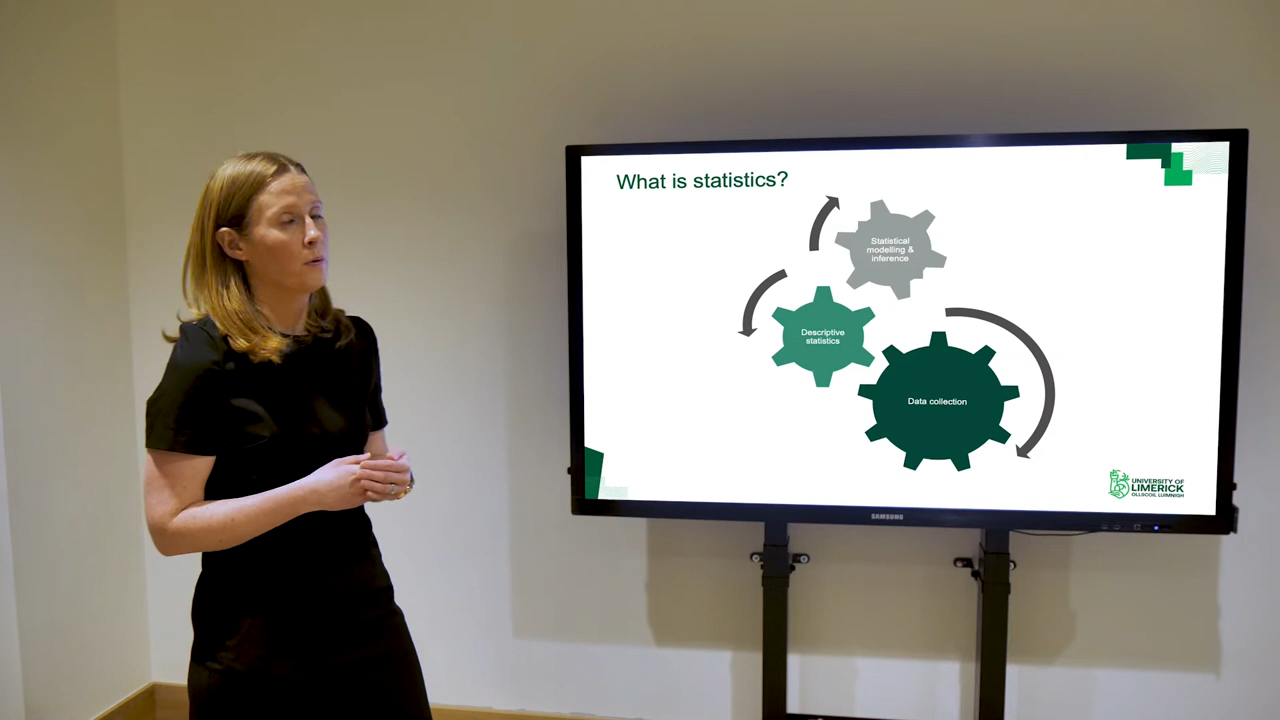 What is statistics?
Statistical
modelling &
inference
Descriptive
statistics
Data collection
UNIVERSITY OF
LIMERICK
OLLSCOIL LUIMNIGH
SAMSUNG